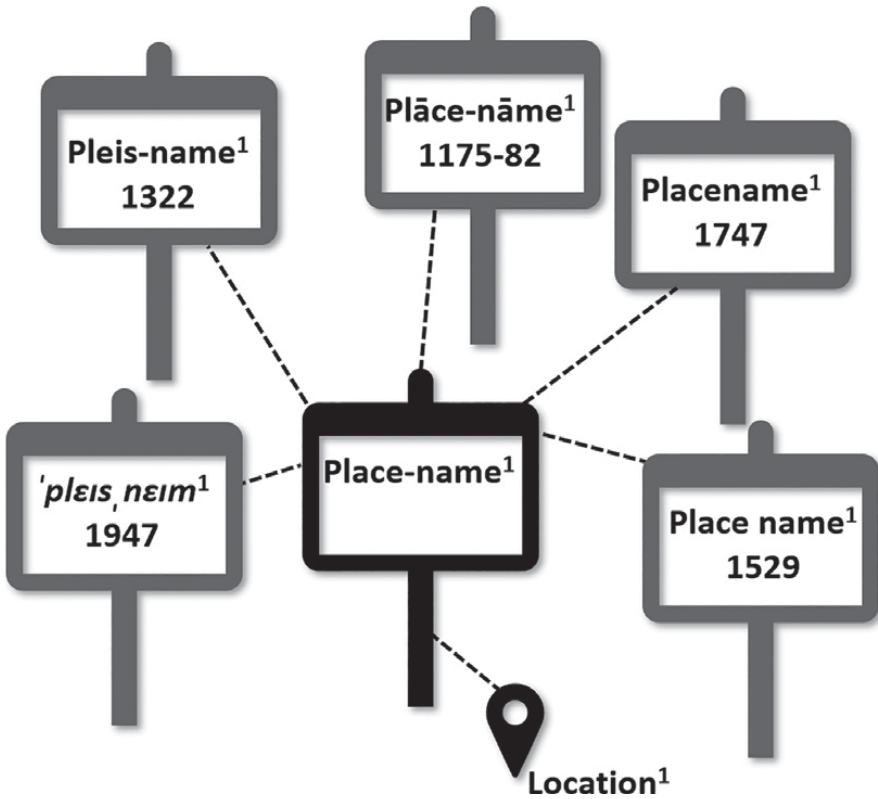 Pleis-name¹
1322
Plāce-nāme¹
1175-82
Placename¹
1747
ˈplɛɪsˌnɛɪm¹
1947
Place-name¹
Place name¹
1529
Location¹